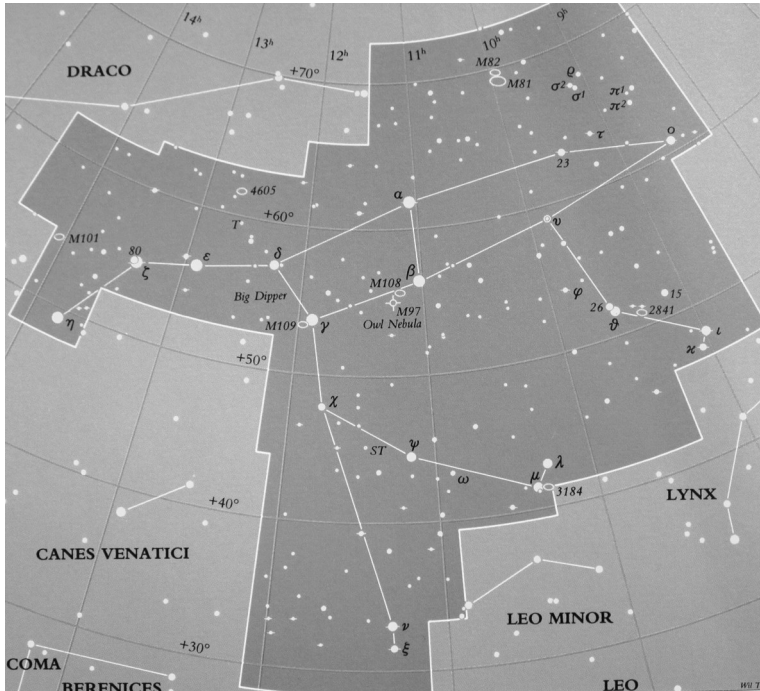 14h
13h
12h
11h
10h
9h
DRACO
+70°
M82
M81
ϱ
σ²
σ¹
π¹
π²
τ
ο
23
4605
α
T
+60°
υ
M101
80
ζ
ε
δ
β
M108
φ
15
Big Dipper
M97
Owl Nebula
26
ϑ
2841
η
M109
γ
ι
ϰ
+50°
χ
ST
ψ
λ
ω
μ
3184
LYNX
+40°
CANES VENATICI
LEO MINOR
ν
ξ
+30°
COMA
BERENICES
LEO
Wil T